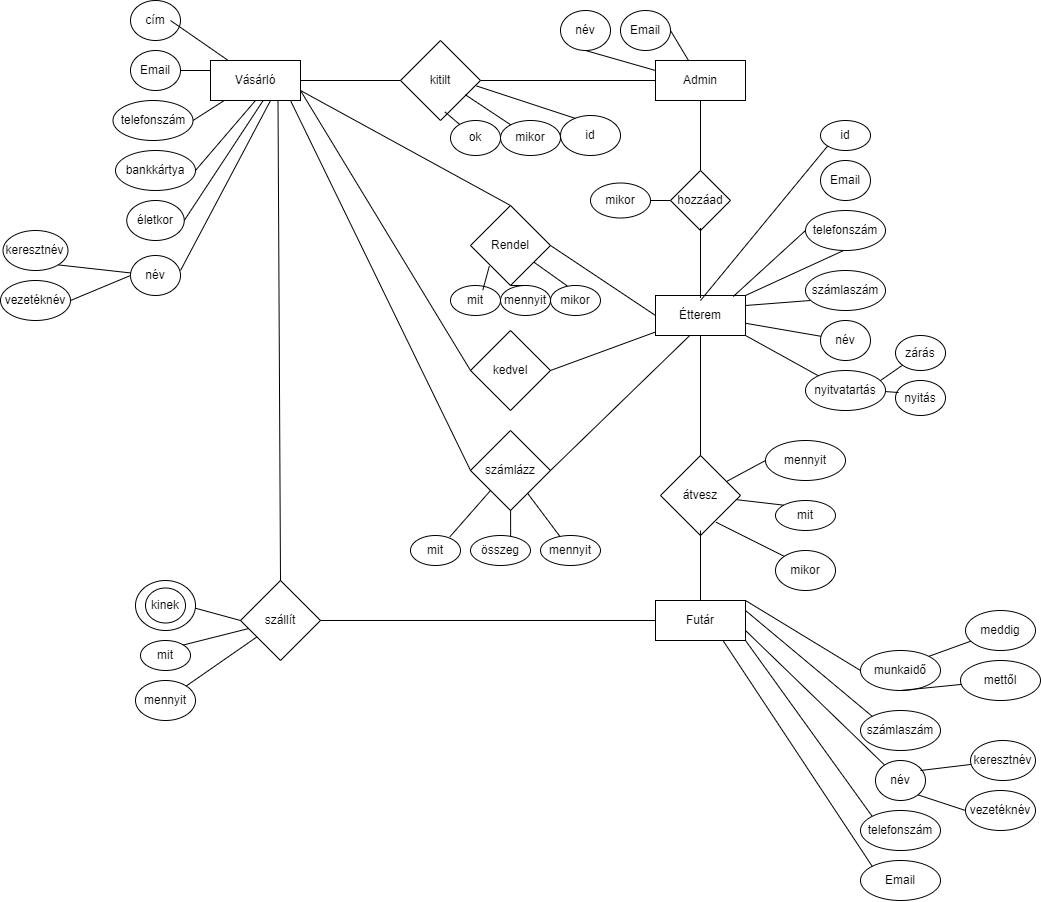 cím
név
Email
Email
Vásárló
kitilt
Admin
telefonszám
ok
mikor
id
id
bankkártya
Email
mikor
hozzáad
életkor
telefonszám
keresztnév
Rendel
név
vezetéknév
mit
mennyit
mikor
számlaszám
Étterem
név
zárás
kedvel
nyitvatartás
nyitás
mennyit
számlázz
átvesz
mit
mit
összeg
mennyit
mikor
kinek
szállít
Futár
meddig
mit
munkaidő
mettől
mennyit
számlaszám
keresztnév
név
vezetéknév
telefonszám
Email